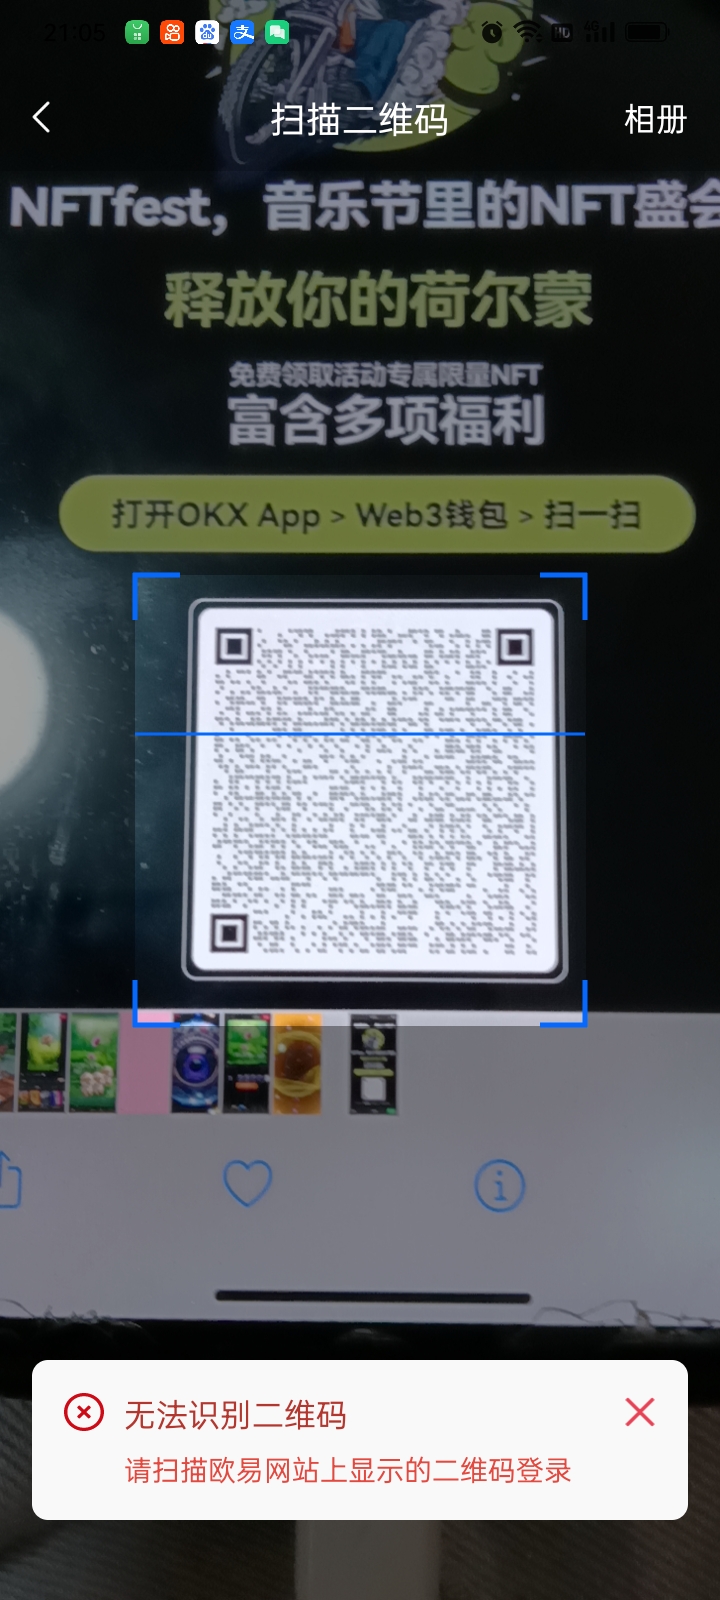 21:05
HD
4G
扫描二维码
相册
NFTfest，音乐节里的NFT盛会
释放你的荷尔蒙
免费领取活动专属限量NFT
富含多项福利
打开OKX App > Web3钱包 > 扫一扫
无法识别二维码
请扫描欧易网站上显示的二维码登录